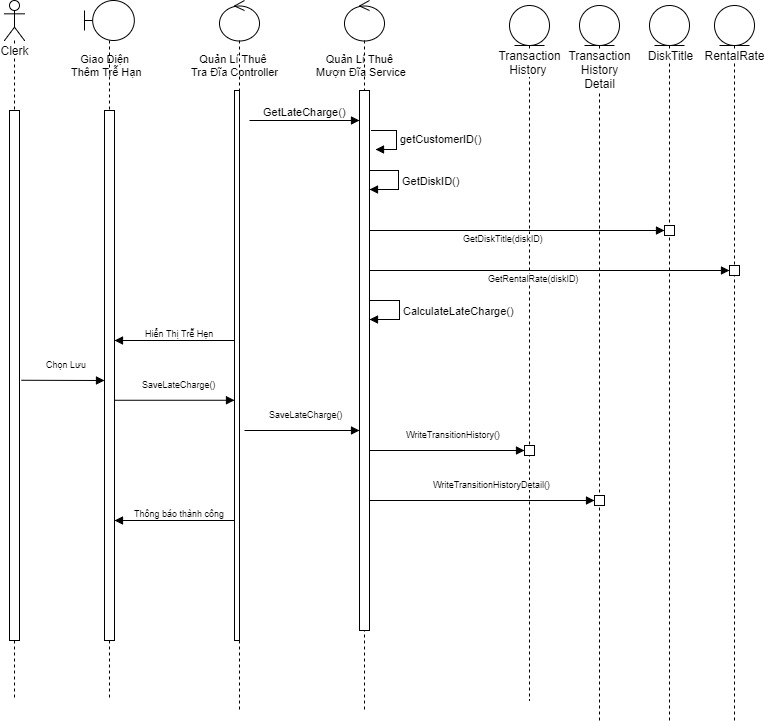 Clerk
Giao Diện
Thêm Trễ Hạn
Quản Lí Thuê
Trả Đĩa Controller
Quản Lí Thuê
Mượn Đĩa Service
Transaction
History
Transaction
History
Detail
DiskTitle
RentalRate
GetLateCharge()
getCustomerID()
GetDiskID()
GetDiskTitle(diskID)
GetRentalRate(diskID)
CalculateLateCharge()
Hiển Thị Trễ Hẹn
Chọn Lưu
SaveLateCharge()
SaveLateCharge()
WriteTransitionHistory()
WriteTransitionHistoryDetail()
Thông báo thành công